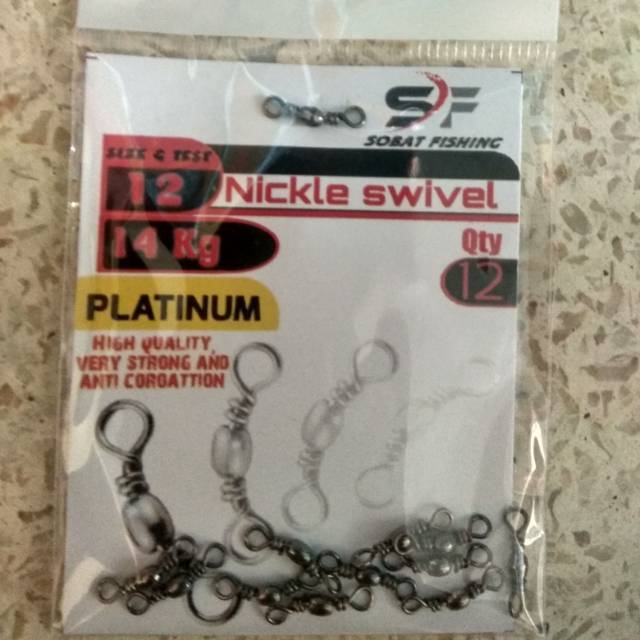 SF
SOBAT FISHING
SIZE & TEST
12 Nickle swivel
14 Kg
Qty
12
PLATINUM
HIGH QUALITY,
VERY STRONG AND
ANTI COROATTION